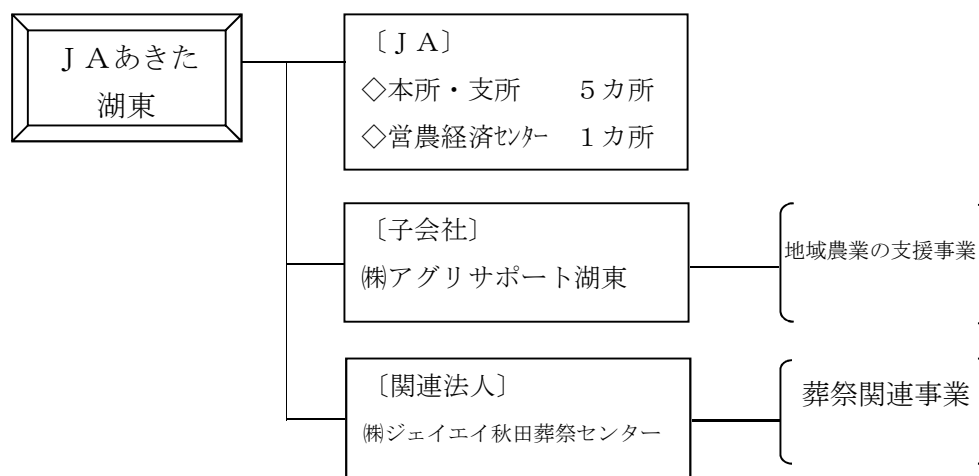 ＪＡあきた
湖東
〔ＪＡ〕
◇本所・支所　　５カ所
◇営農経済ｾﾝﾀｰ　１カ所
〔子会社〕
㈱アグリサポート湖東
地域農業の支援事業
〔関連法人〕
㈱ジェイエイ秋田葬祭センター
葬祭関連事業